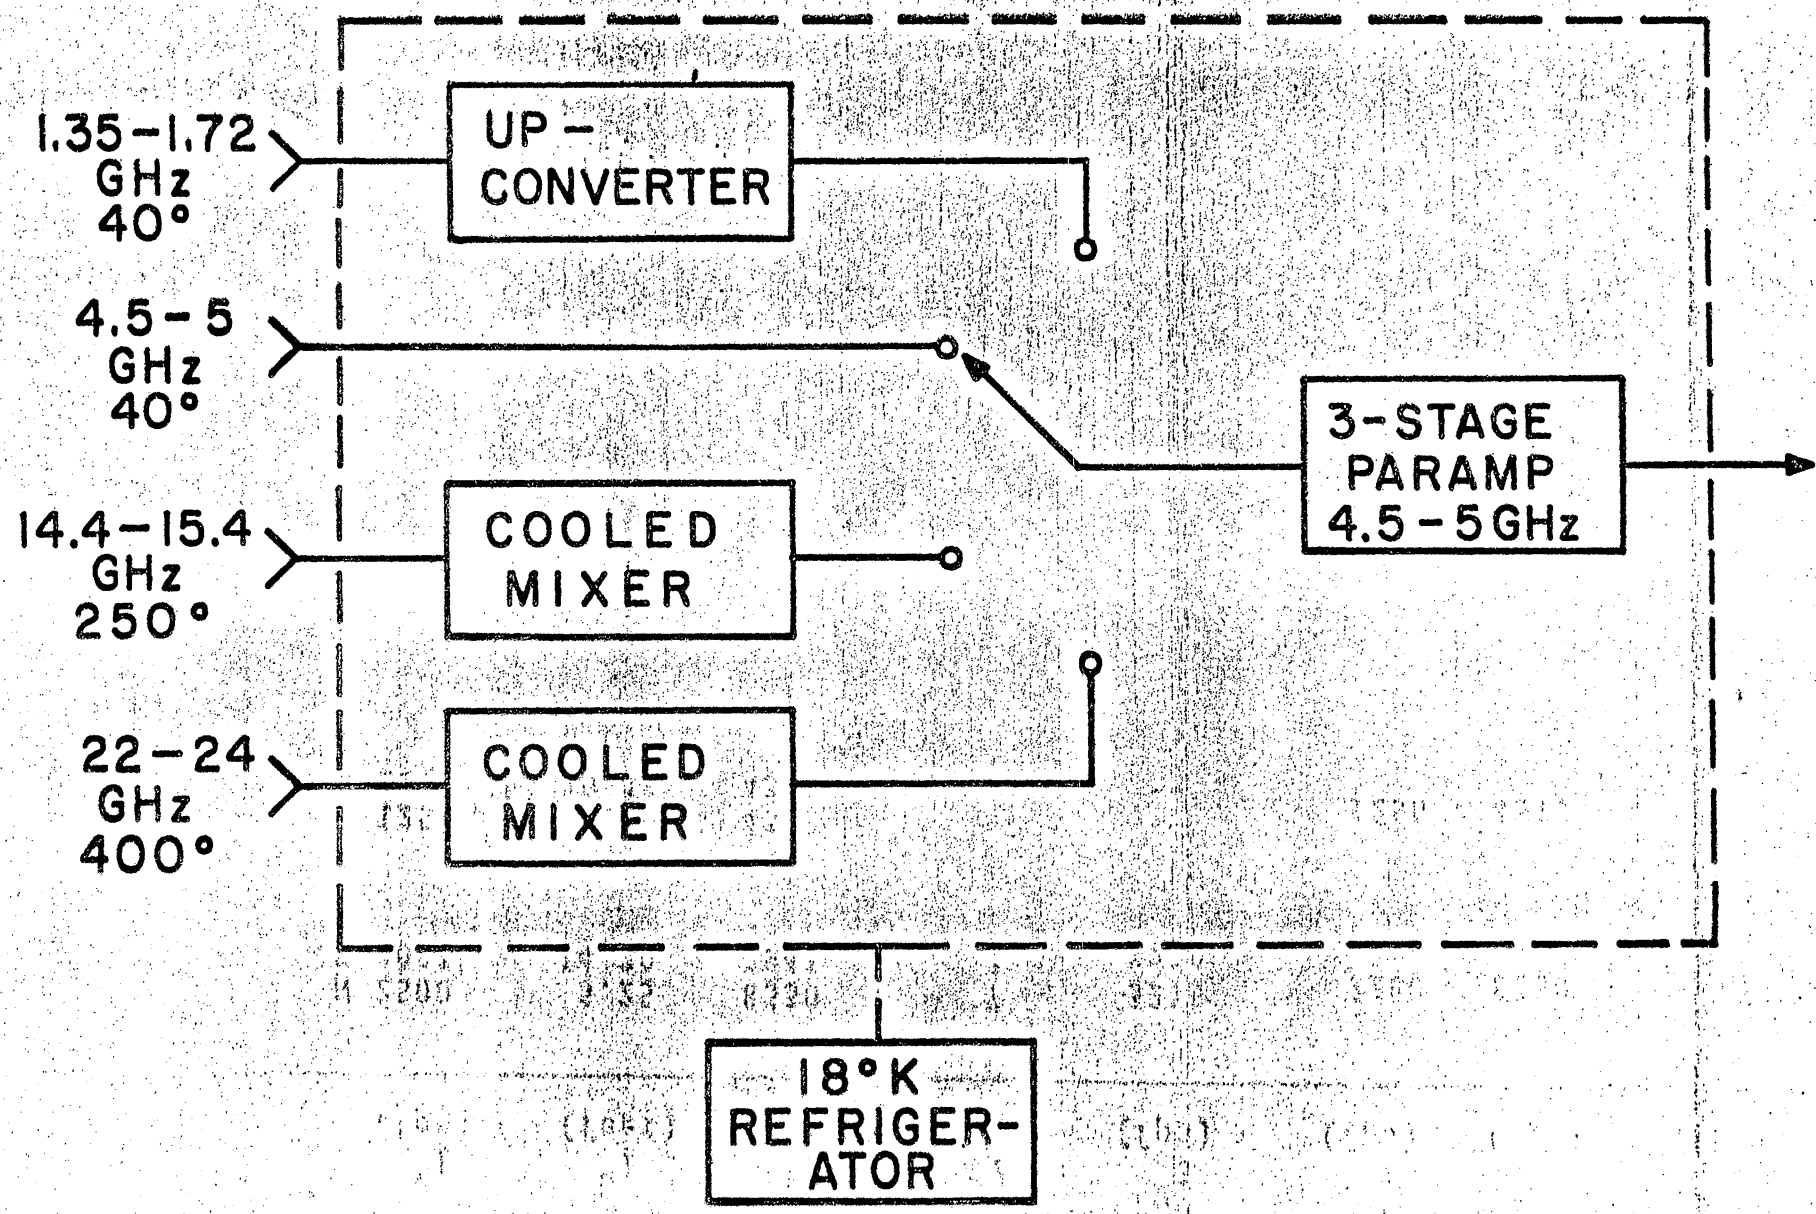 1.35-1.72
GHz
40°
UP-
CONVERTER
4.5-5
GHz
40°
3-STAGE
PARAMP
4.5-5GHz
14.4-15.4
GHz
250°
COOLED
MIXER
22-24
GHz
400°
COOLED
MIXER
18°K
REFRIGER-
ATOR